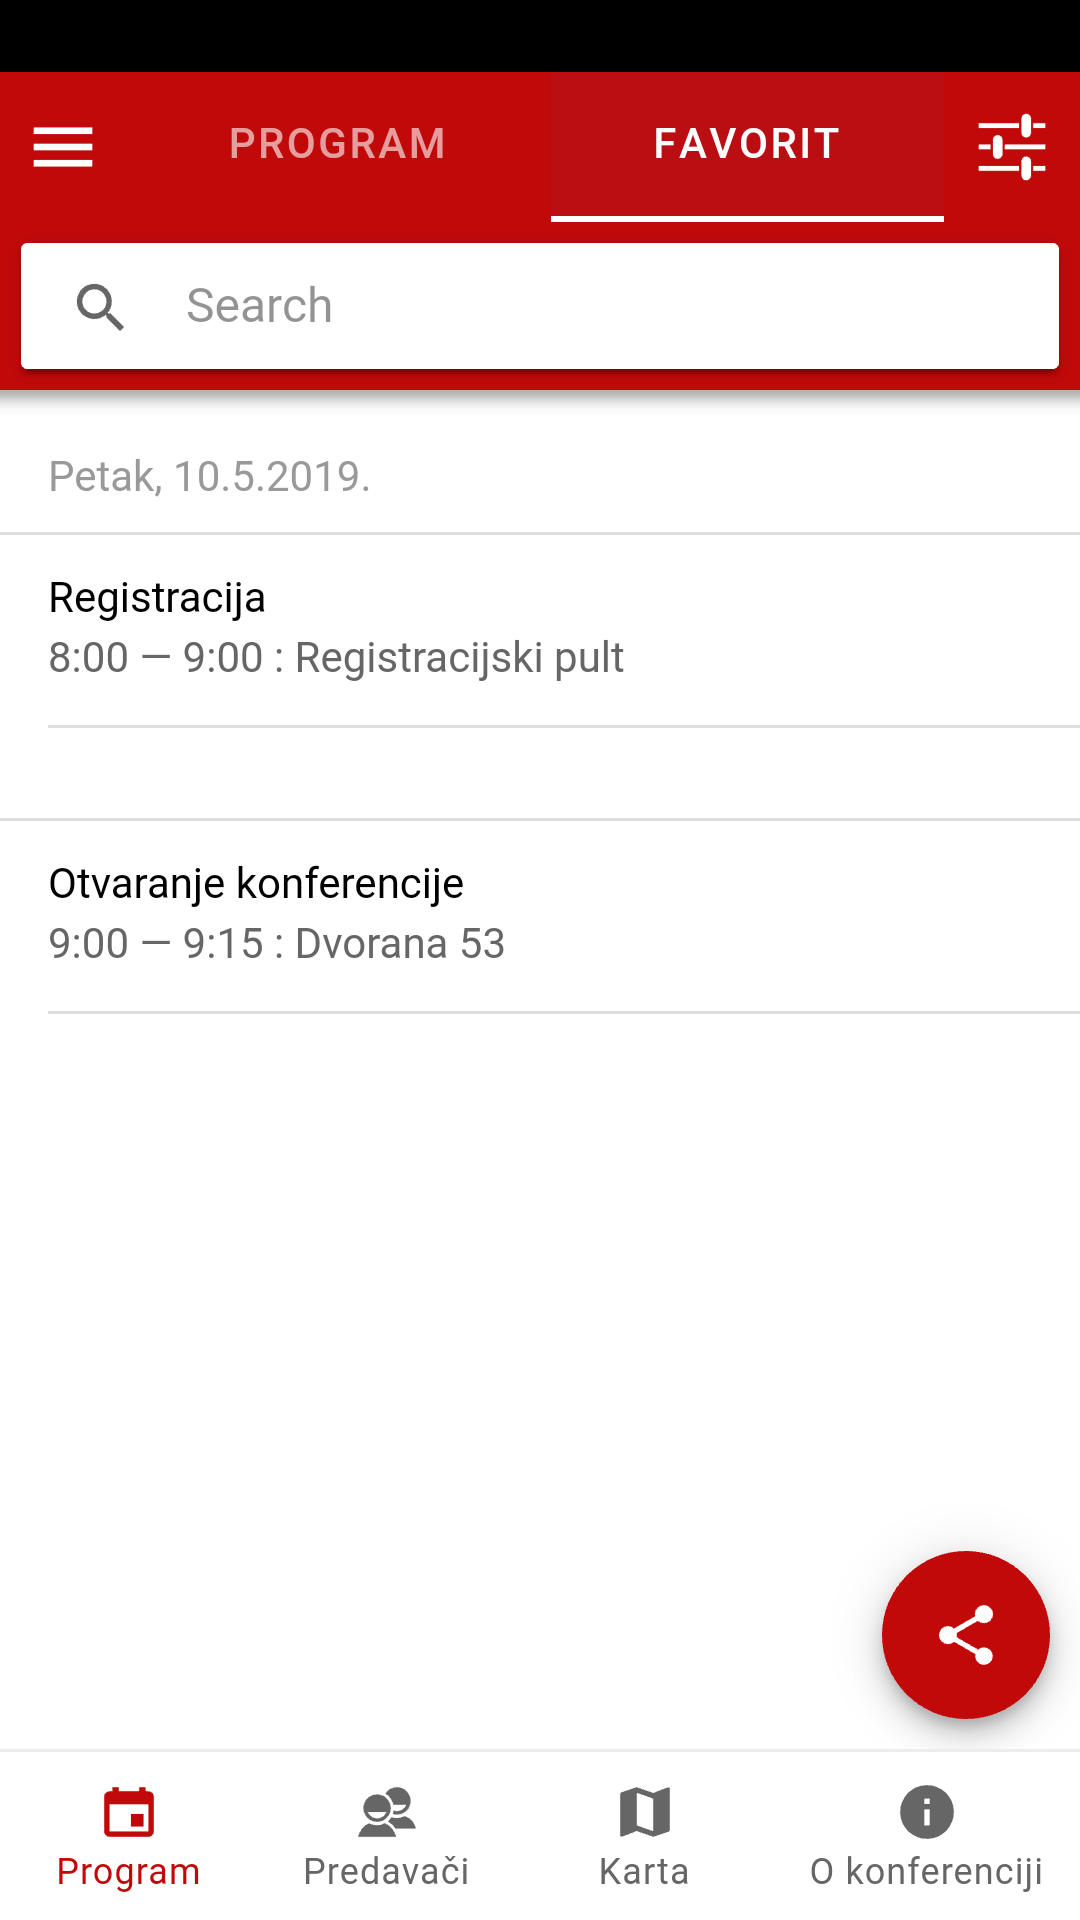 PROGRAM
FAVORIT
Search
Petak, 10.5.2019.
Registracija
8:00 — 9:00 : Registracijski pult
Otvaranje konferencije
9:00 — 9:15 : Dvorana 53
Program
Predavači
Karta
O konferenciji